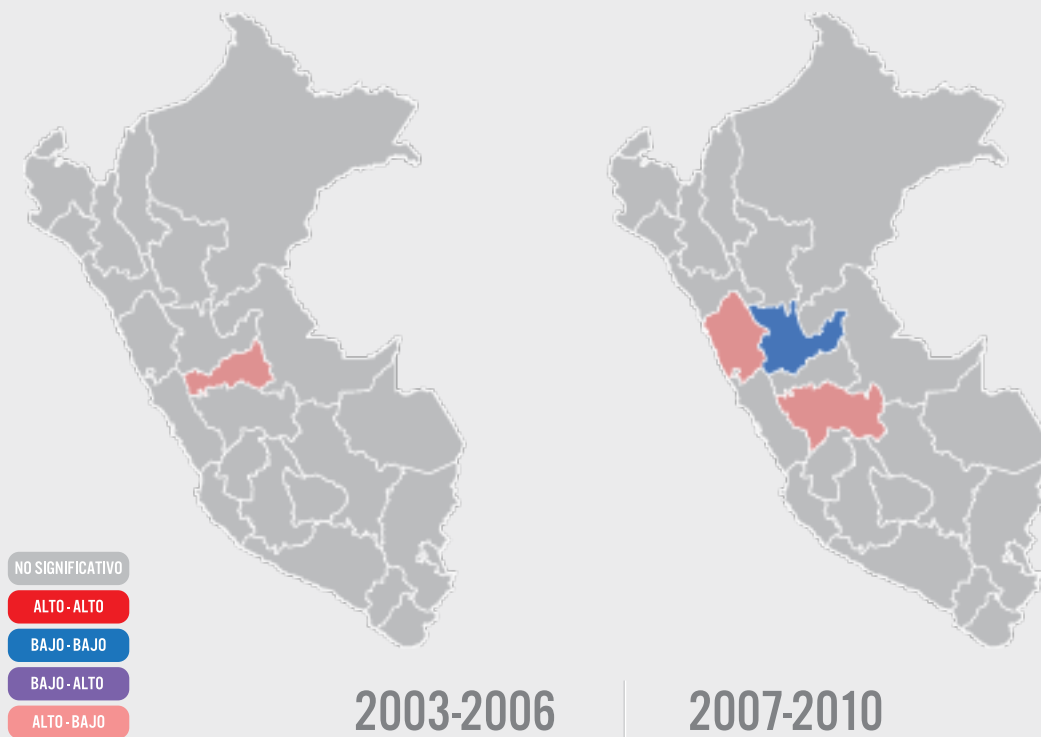 NO SIGNIFICATIVO
ALTO - ALTO
BAJO - BAJO
BAJO - ALTO
ALTO - BAJO
2003-2006
2007-2010